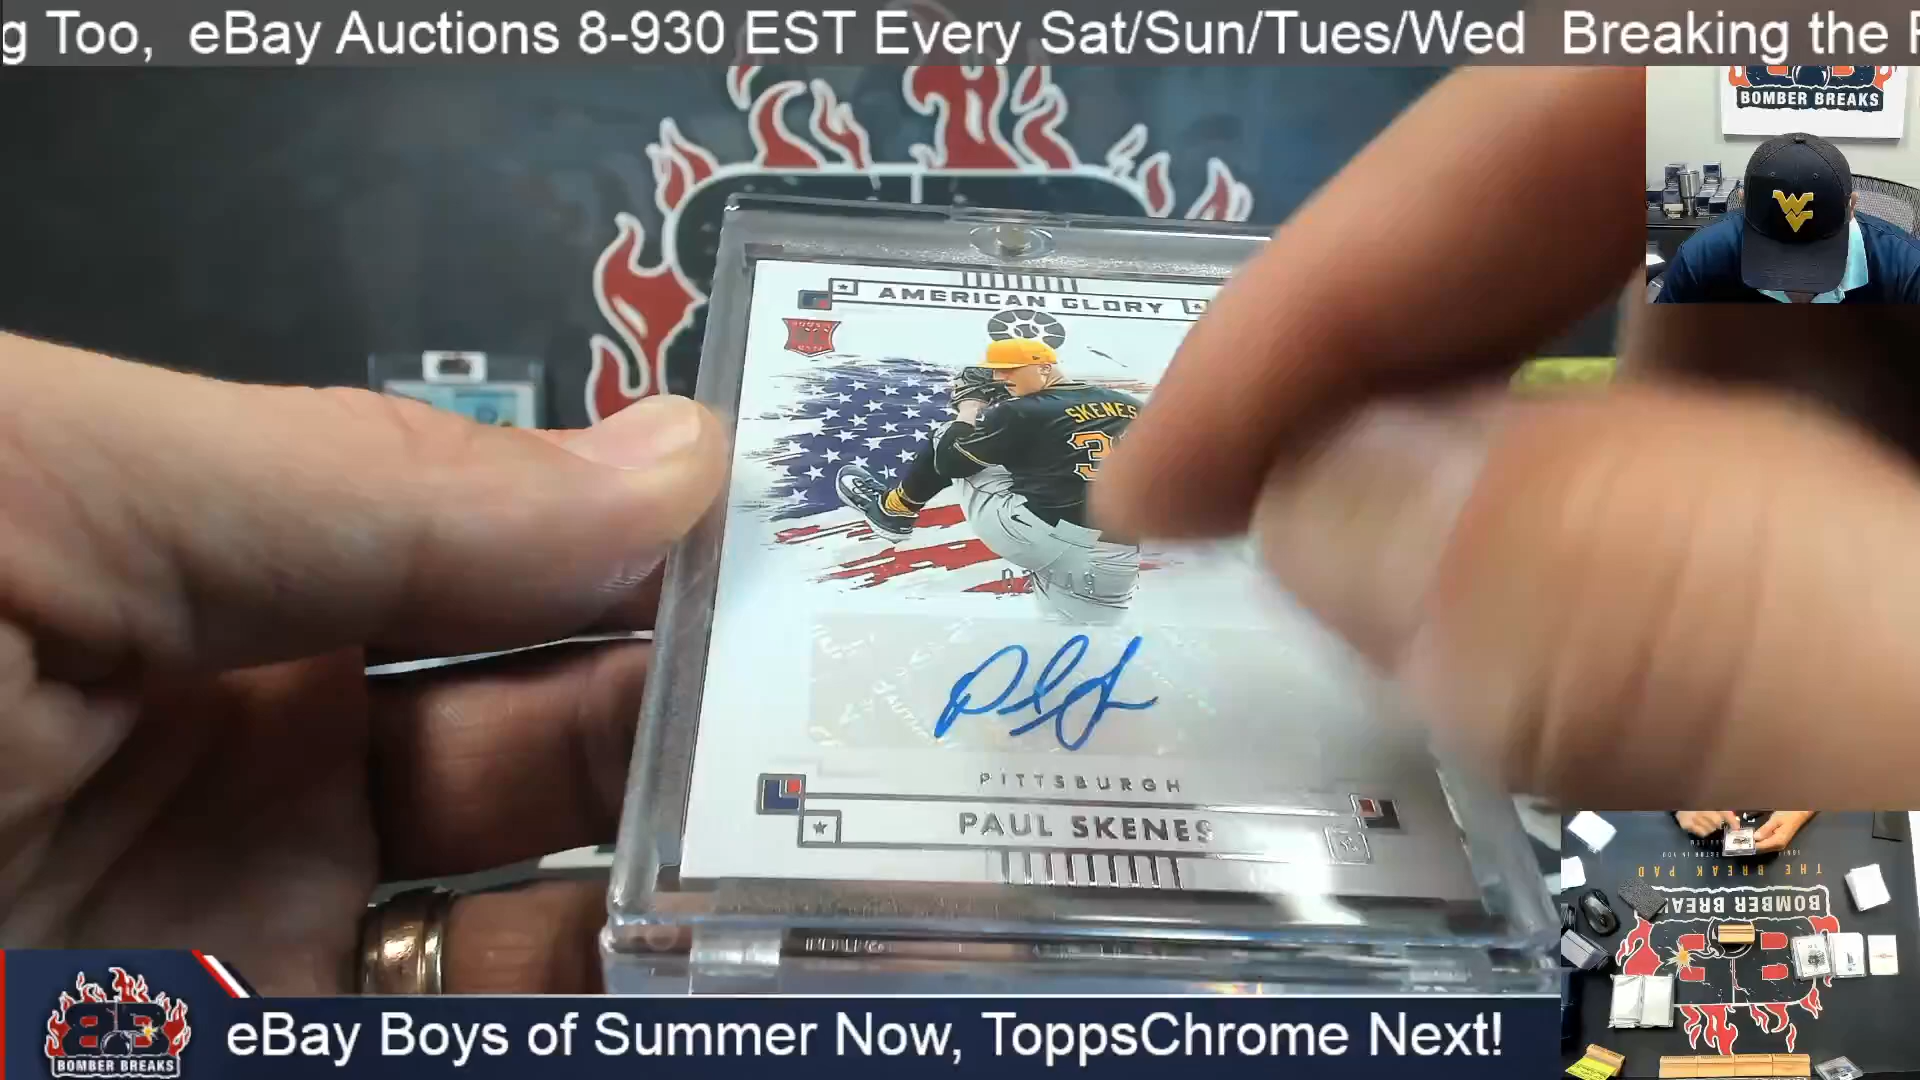 g Too, eBay Auctions 8-930 EST Every Sat/Sun/Tues/Wed Breaking the
BOMBER BREAKS
AMERICAN GLORY
SKENES
PITTSBURGH
PAUL SKENES
THE BREAK PAD
BOMBER BREA
eBay Boys of Summer Now, ToppsChrome Next!
BOMBER BREAKS